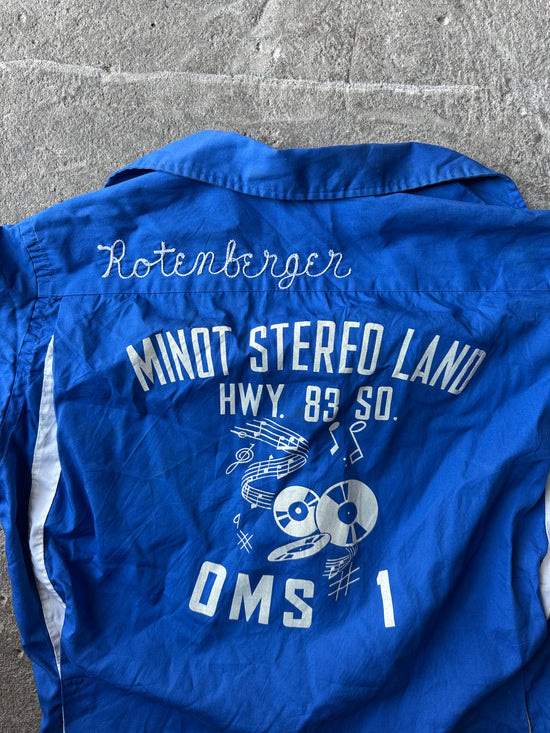 Rotenberger
MINOT STEREO LAND
HWY. 83 SO.
OMS # 1